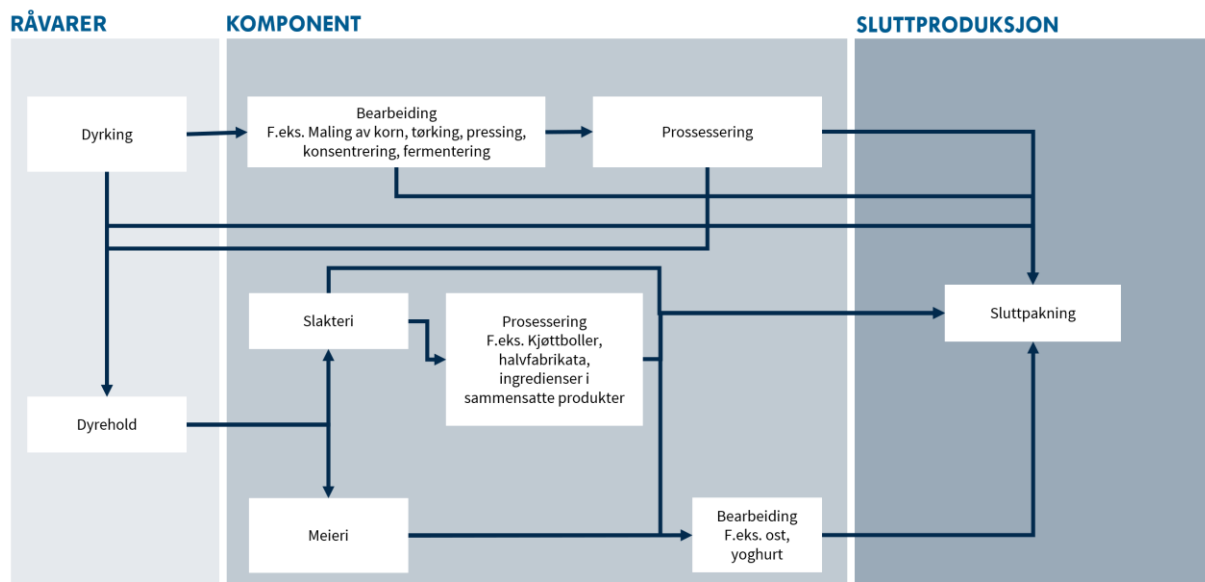 RÅVARER
KOMPONENT
SLUTTPRODUKSJON
Dyrking
Bearbeiding
F.eks. Maling av korn, tørking, pressing,
konsentrering, fermentering
Prossessering
Slakteri
Prosessering
F.eks. Kjøttboller,
halvfabrikata,
ingredienser i
sammensatte produkter
Sluttpakning
Dyrehold
Meieri
Bearbeiding
F.eks. ost,
yoghurt